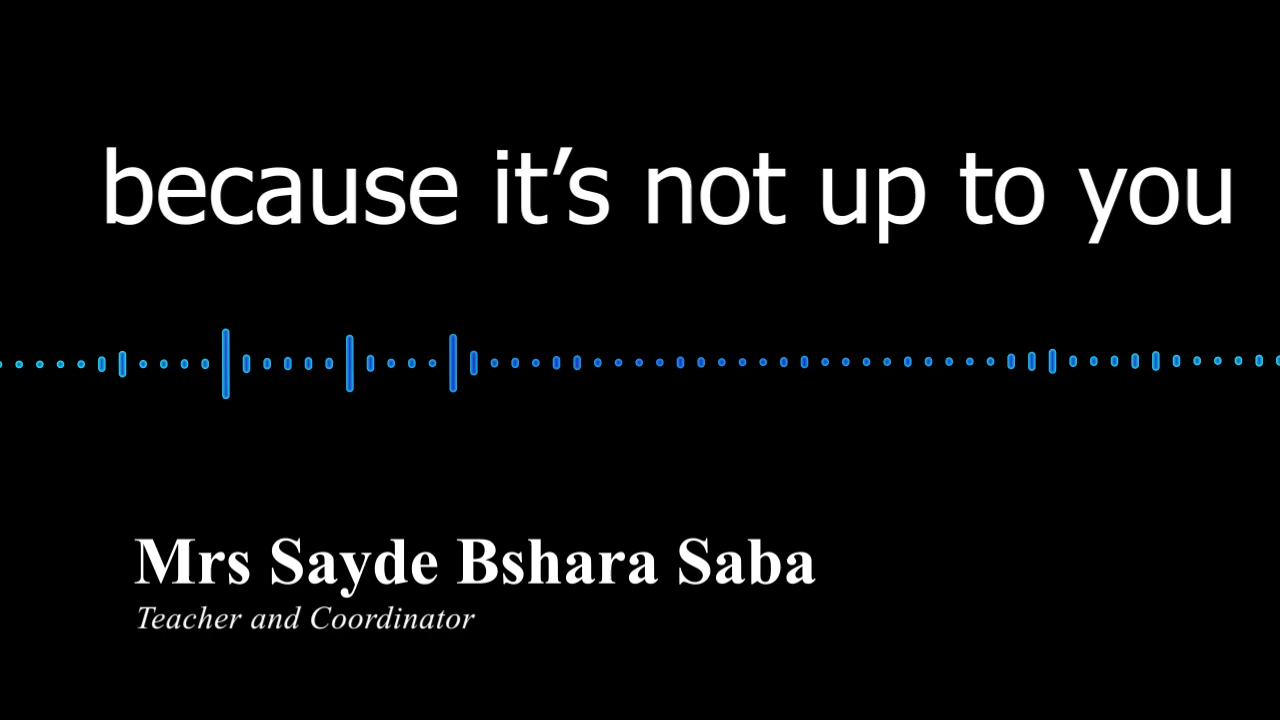 because it’s not up to you
Mrs Sayde Bshara Saba
Teacher and Coordinator